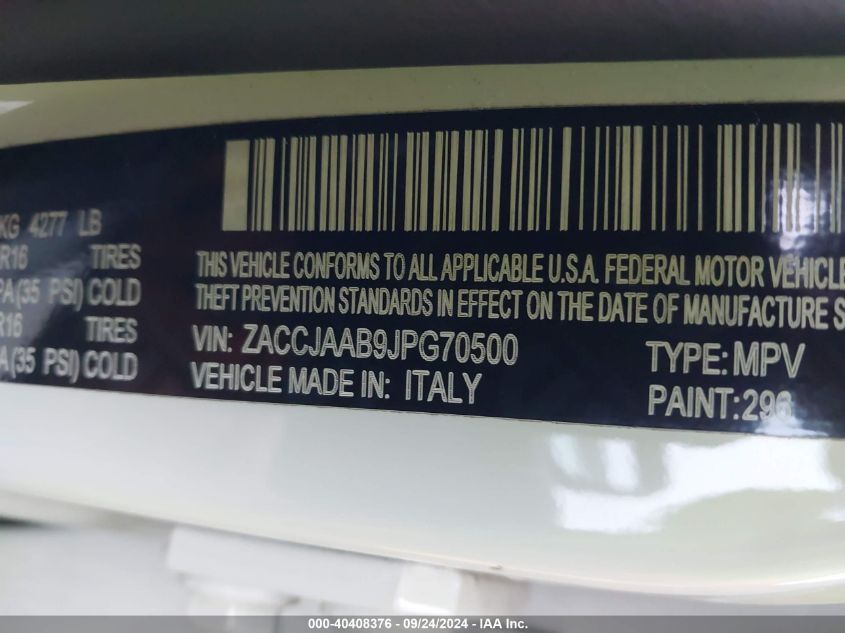 KG 4277 LB
R16 TIRES
PA(35 PSI) COLD
R16 TIRES
A(35 PSI) COLD
THIS VEHICLE CONFORMS TO ALL APPLICABLE U.S.A. FEDERAL MOTOR VEHICLE
THEFT PREVENTION STANDARDS IN EFFECT ON THE DATE OF MANUFACTURE S
VIN: ZACCJAAB9JPG70500
TYPE: MPV
VEHICLE MADE IN: ITALY
PAINT: 296
000-40408376 - 09/24/2024 - IAA Inc.